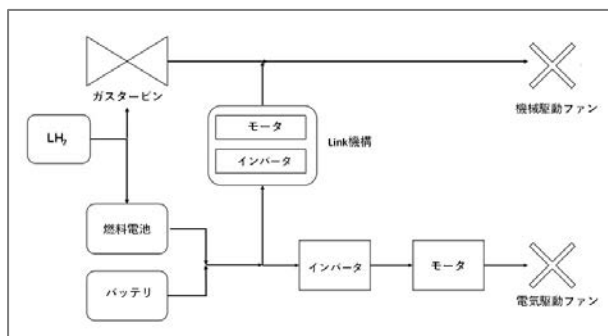 ガスタービン
機械駆動ファン
LH₂
モータ
インバータ
Link機構
燃料電池
バッテリ
インバータ
モータ
電気駆動ファン